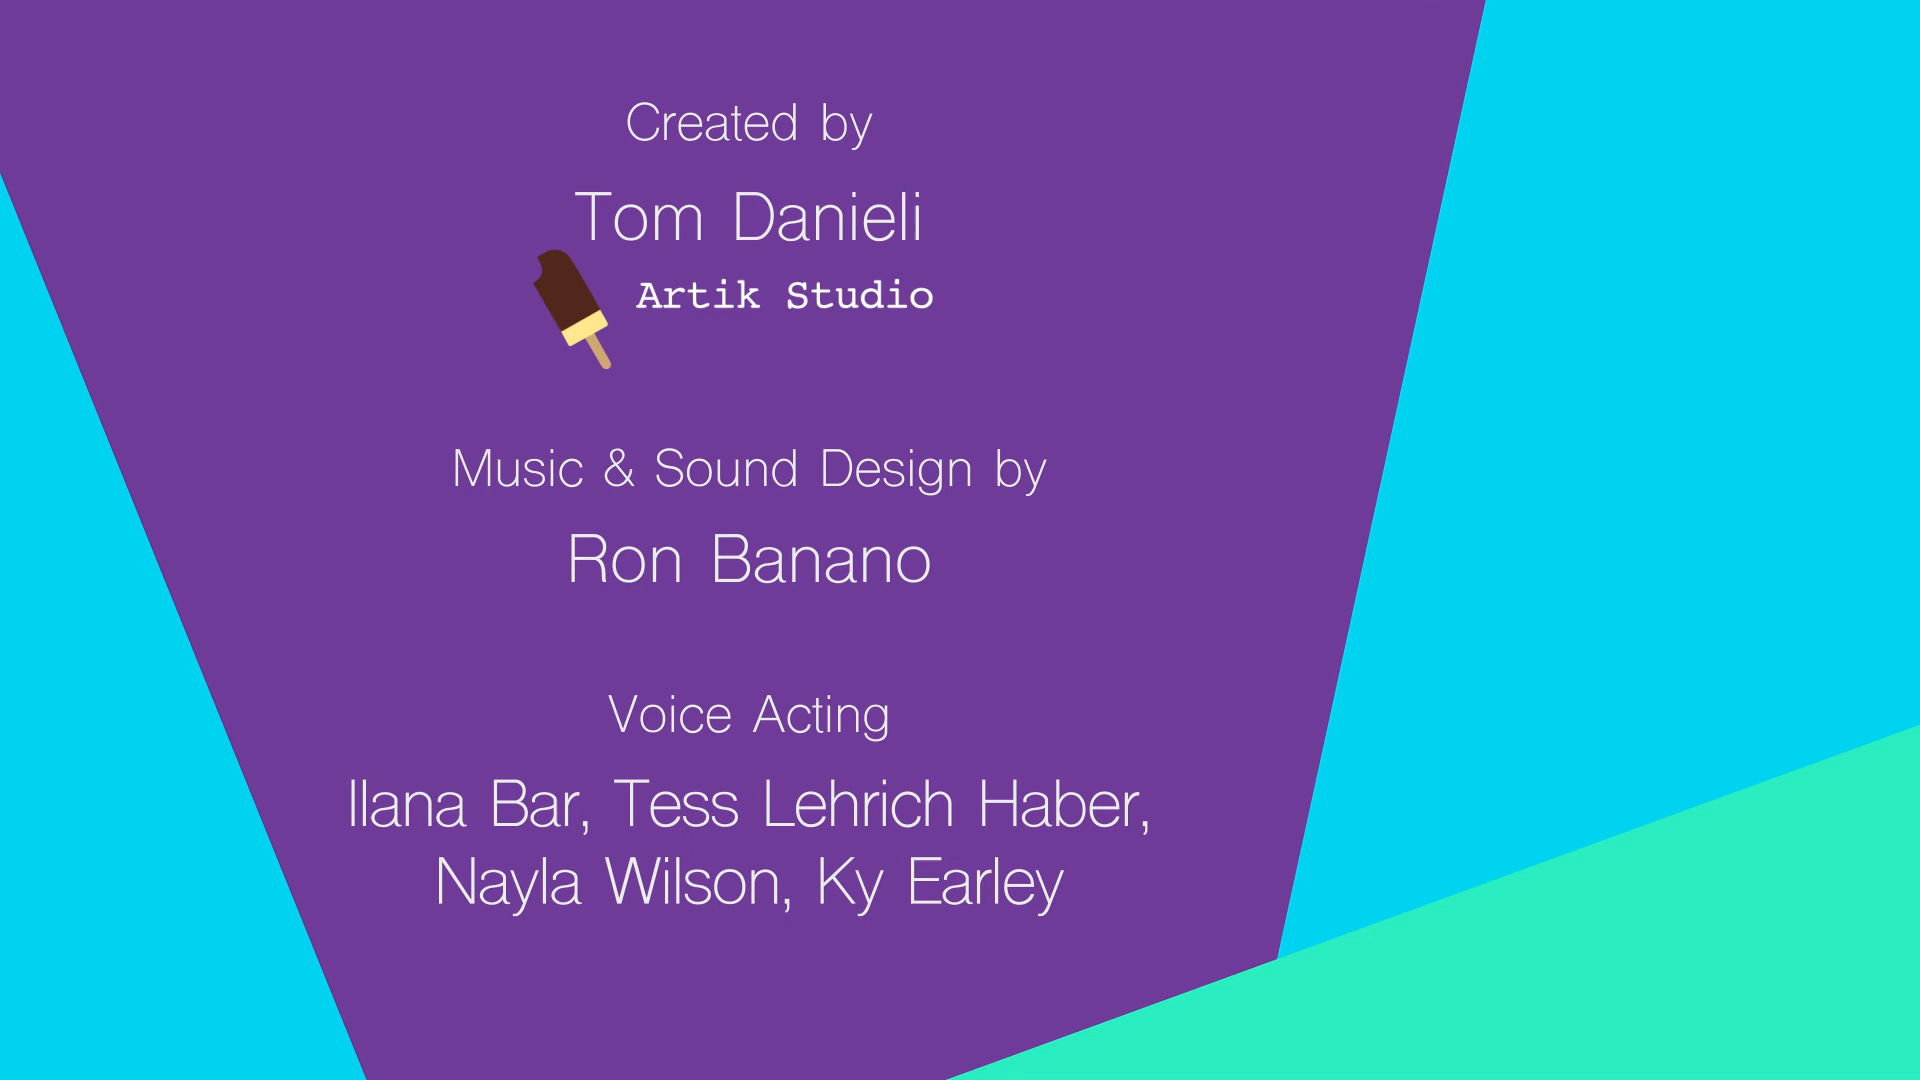 Created by
Tom Danieli
Artik Studio
Music & Sound Design by
Ron Banano
Voice Acting
Ilana Bar, Tess Lehrich Haber,
Nayla Wilson, Ky Earley